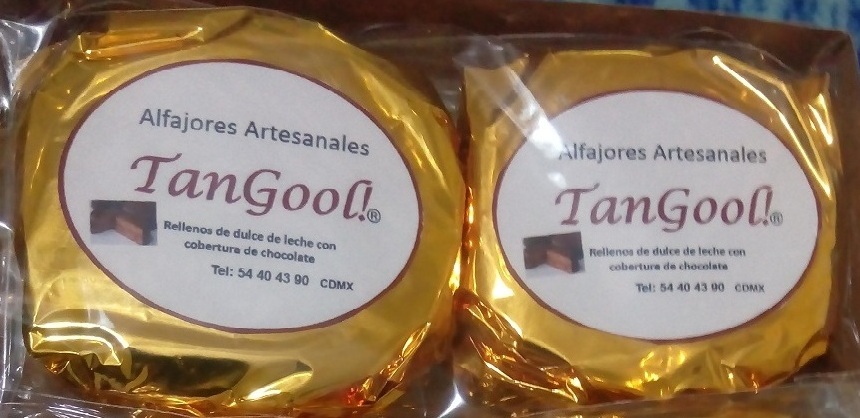 Alfajores Artesanales
TanGool!®
Rellenos de dulce de leche con
cobertura de chocolate
Tel: 54 40 43 90 CDMX
Alfajores Artesanales
TanGool!®
Rellenos de dulce de leche con
cobertura de chocolate
Tel: 54 40 43 90 CDMX